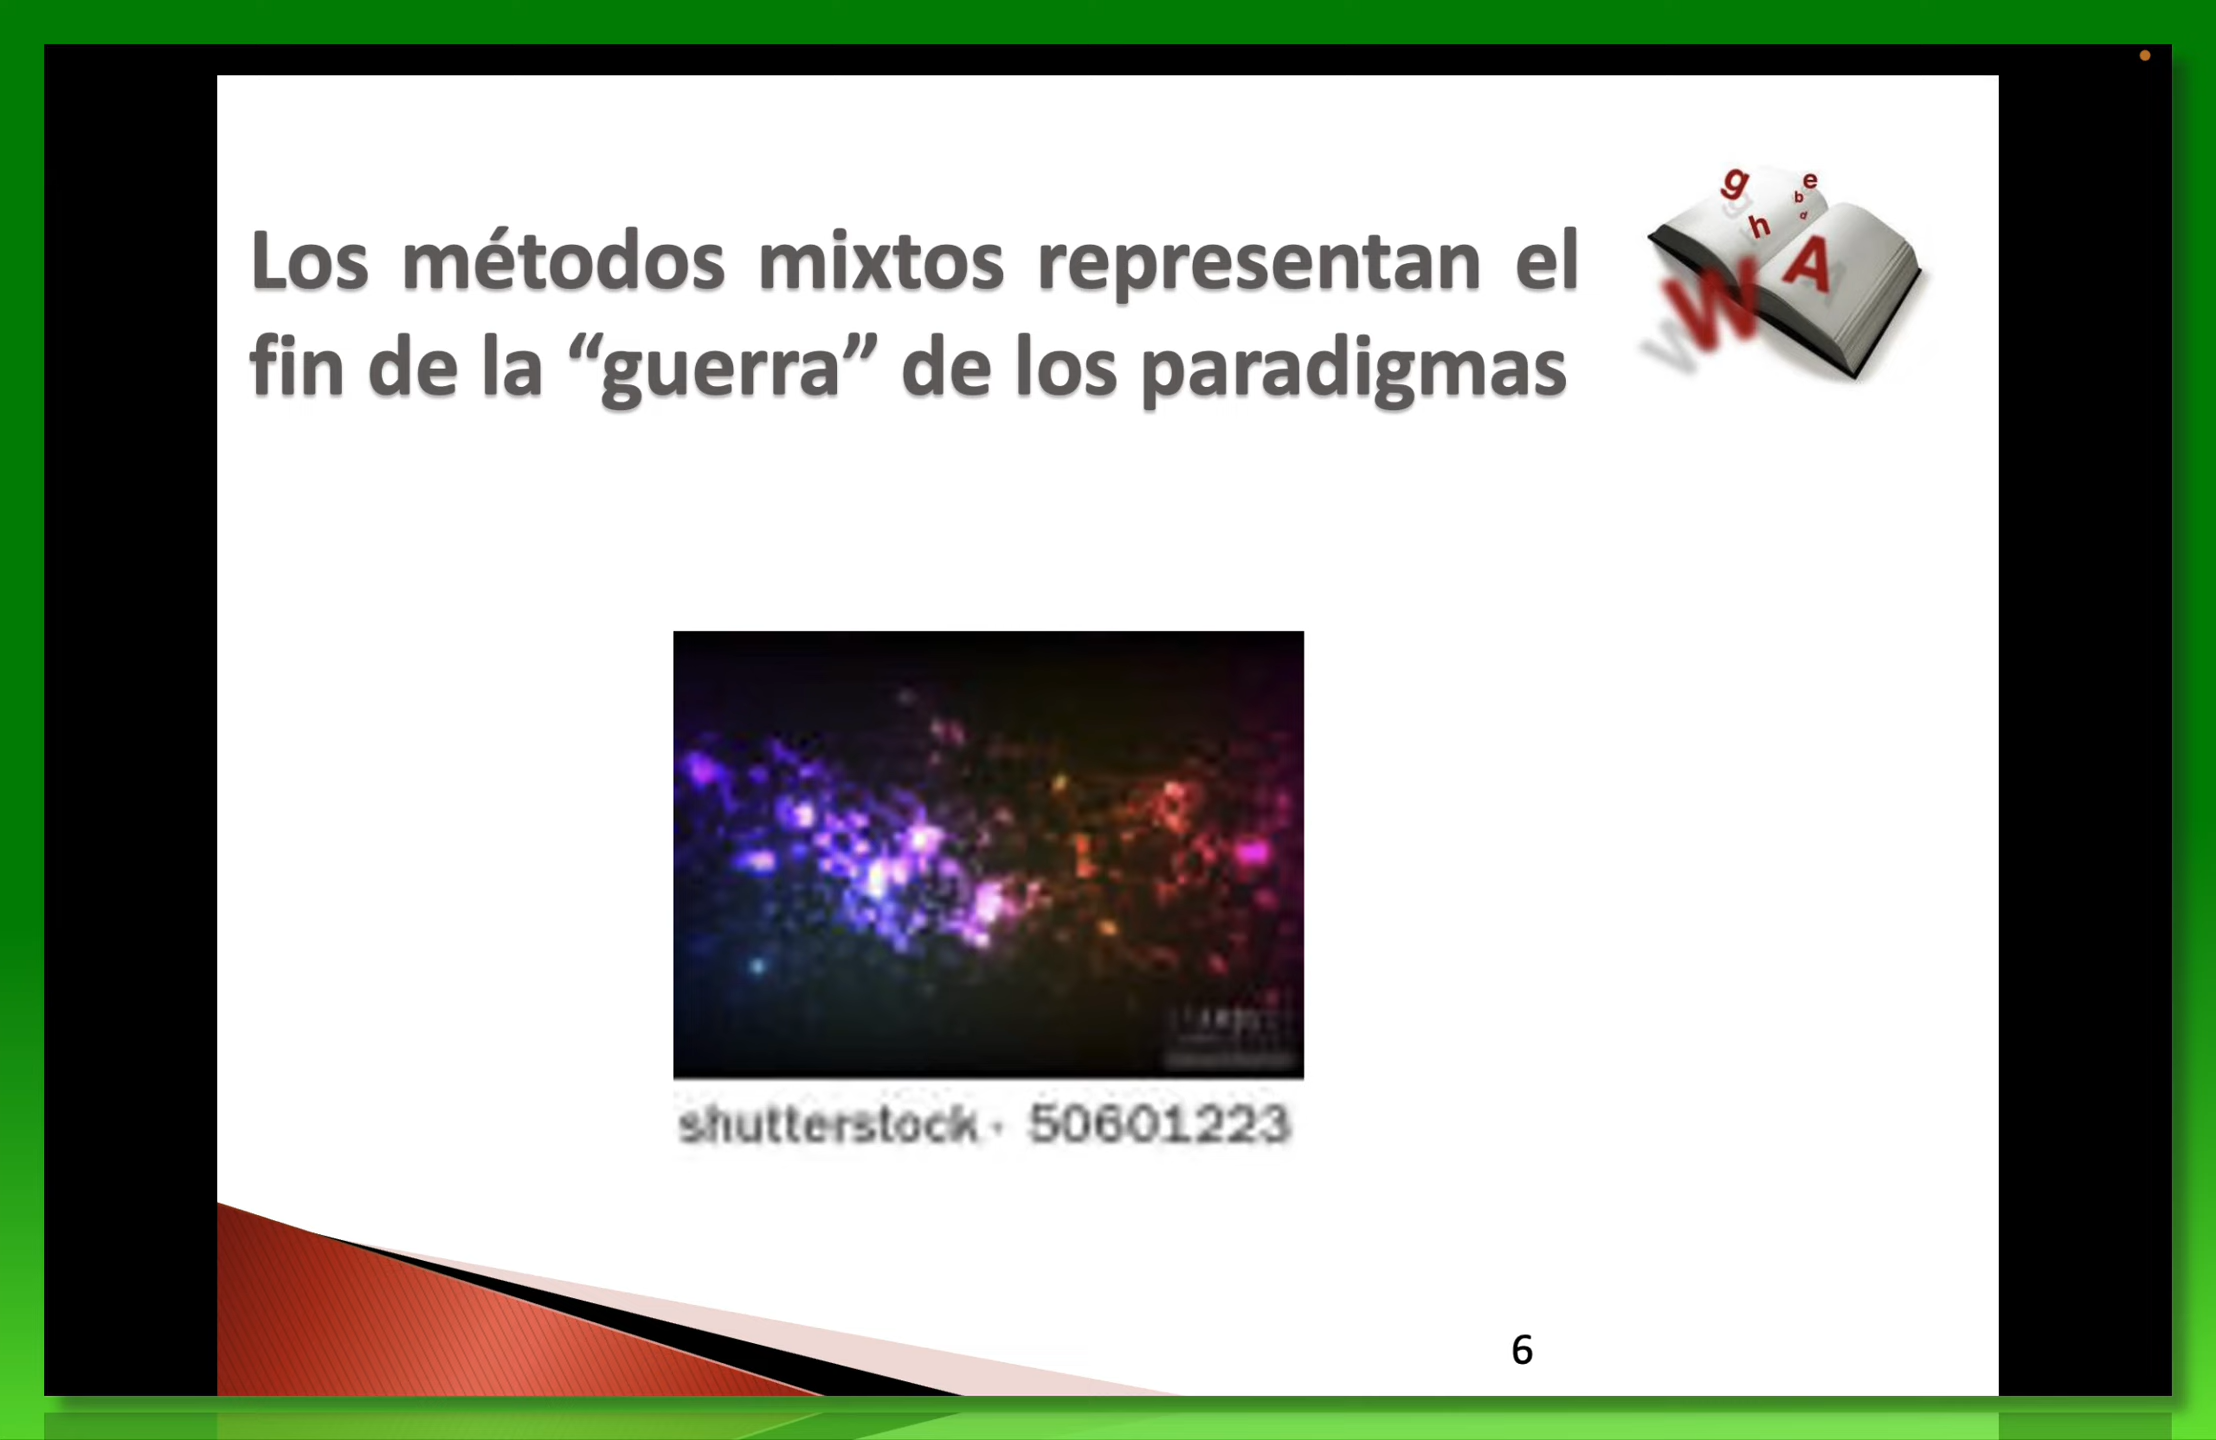 Los métodos mixtos representan el
fin de la “guerra” de los paradigmas
g
e
b
d
h
A
W
shutterstock · 50601223
6